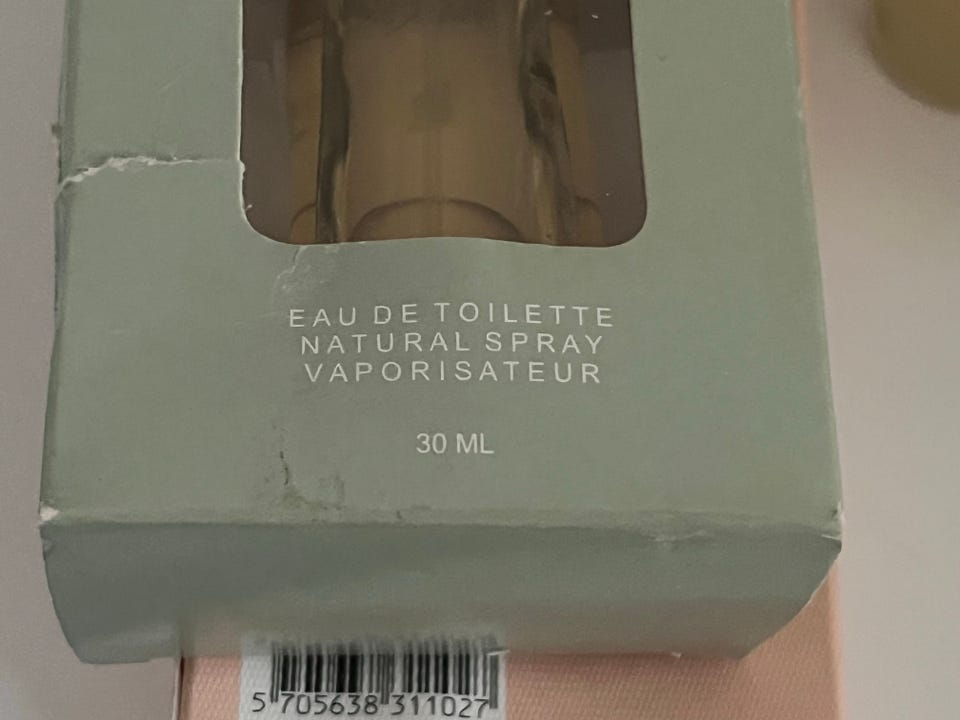 EAU DE TOILETTE
NATURAL SPRAY
VAPORISATEUR
30 ML
5 705638 311027